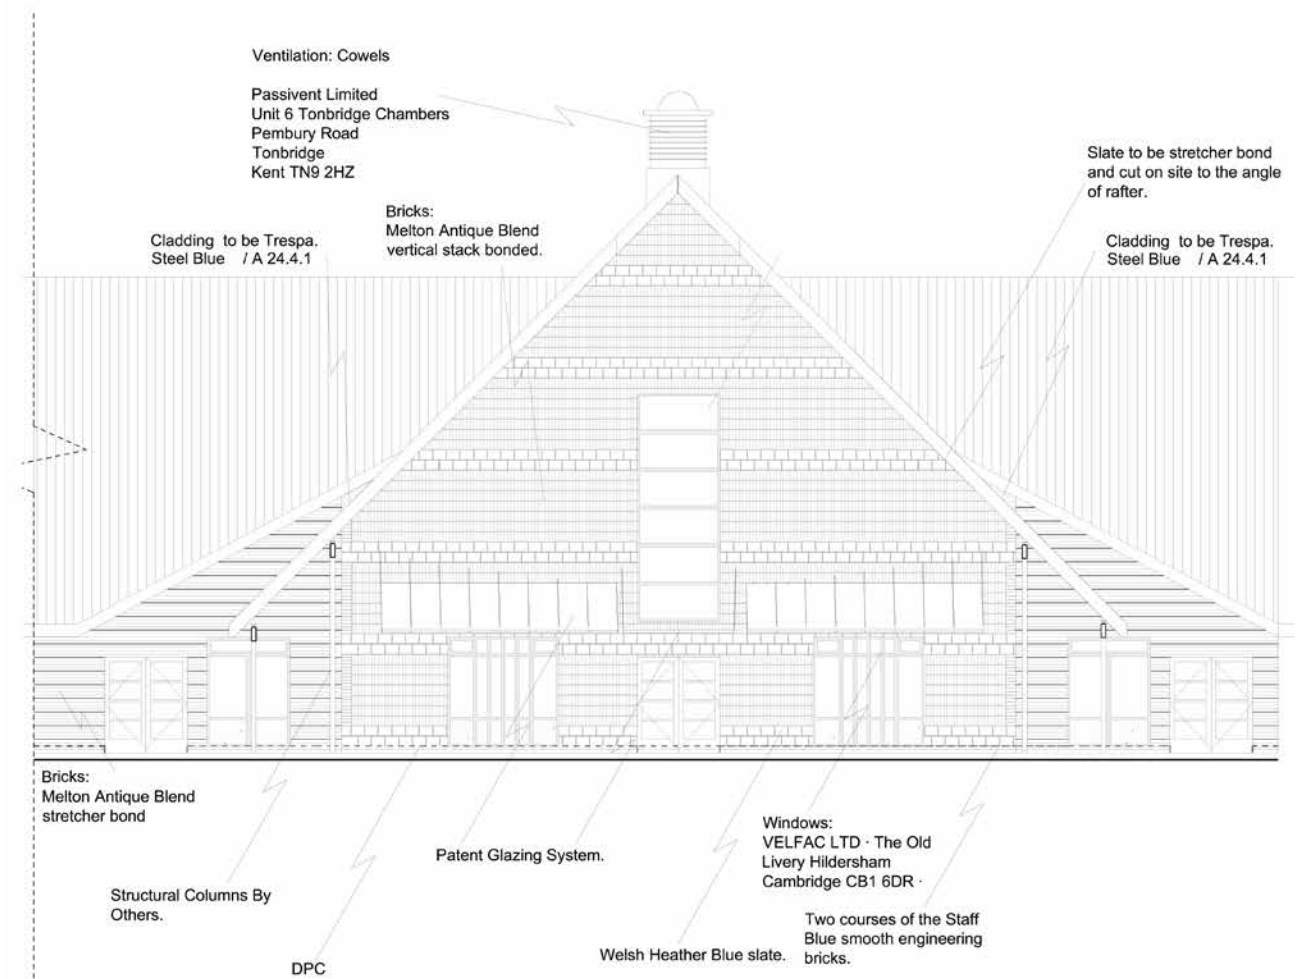 Ventilation: Cowels
Passivent Limited
Unit 6 Tonbridge Chambers
Pembury Road
Tonbridge
Kent TN9 2HZ
Slate to be stretcher bond
and cut on site to the angle
of rafter.
Bricks:
Melton Antique Blend
vertical stack bonded.
Cladding to be Trespa.
Steel Blue / A 24.4.1
Cladding to be Trespa.
Steel Blue / A 24.4.1
Bricks:
Melton Antique Blend
stretcher bond
Windows:
VELFAC LTD · The Old
Livery Hildersham
Cambridge CB1 6DR ·
Patent Glazing System.
Structural Columns By
Others.
Two courses of the Staff
Blue smooth engineering
bricks.
Welsh Heather Blue slate.
DPC